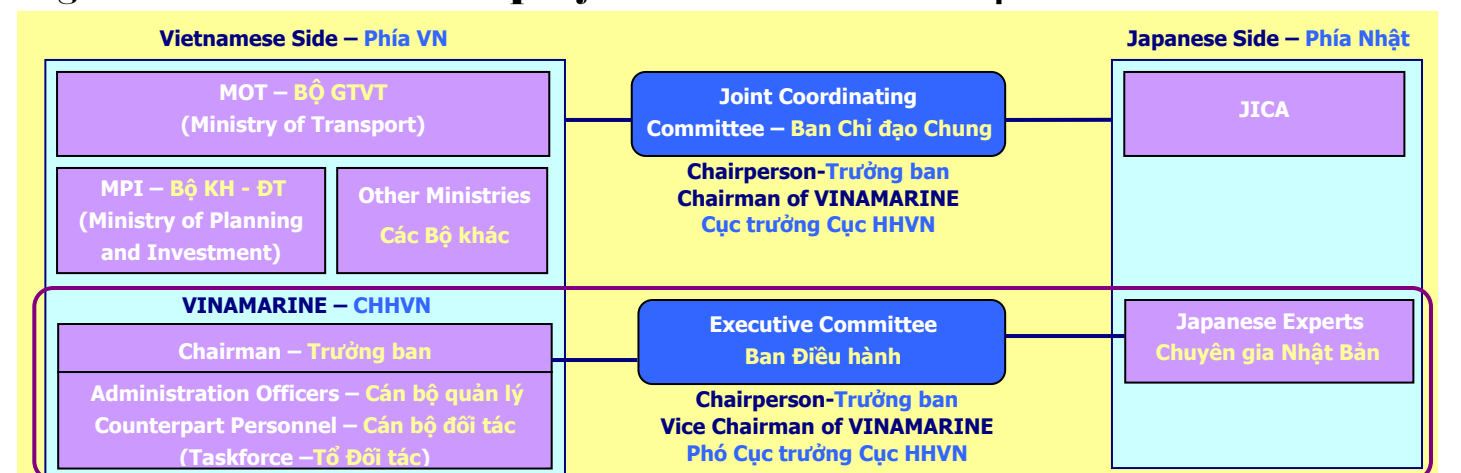 Vietnamese Side – Phía VN
Japanese Side – Phía Nhật
MOT – BỘ GTVT
(Ministry of Transport)
Joint Coordinating
Committee – Ban Chỉ đạo Chung
JICA
Chairperson-Trưởng ban
Chairman of VINAMARINE
Cục trưởng Cục HHVN
MPI – Bộ KH - ĐT
(Ministry of Planning
and Investment)
Other Ministries
Các Bộ khác
VINAMARINE – CHHVN
Chairman – Trưởng ban
Administration Officers – Cán bộ quản lý
Counterpart Personnel – Cán bộ đối tác
(Taskforce –Tổ Đối tác)
Executive Committee
Ban Điều hành
Chairperson-Trưởng ban
Vice Chairman of VINAMARINE
Phó Cục trưởng Cục HHVN
Japanese Experts
Chuyên gia Nhật Bản